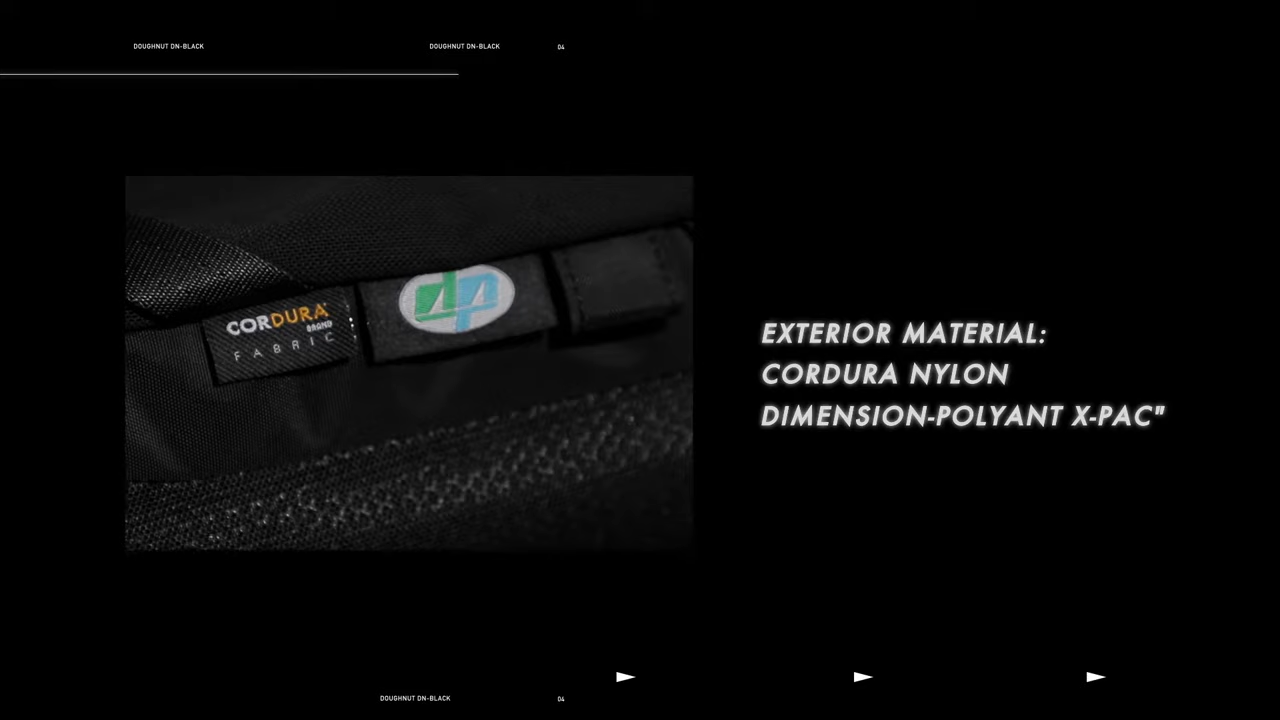 DOUGHNUT DN-BLACK DOUGHNUT DN-BLACK 04
CORDURA
BRAND
FABRIC
dp
EXTERIOR MATERIAL:
CORDURA NYLON
DIMENSION-POLYANT X-PAC"
DOUGHNUT DN-BLACK 04